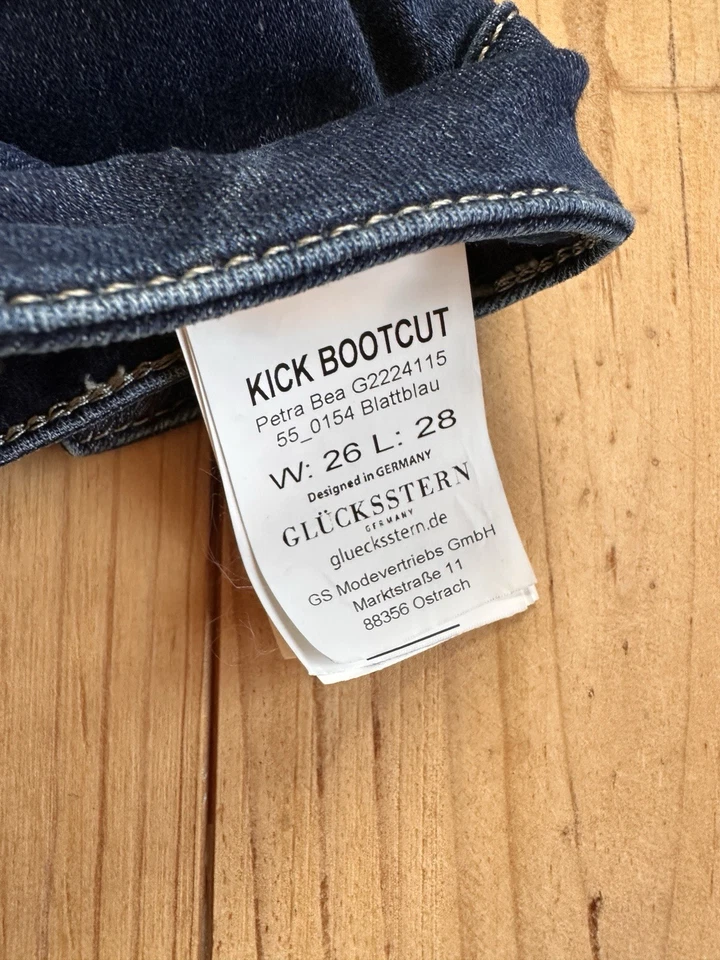 KICK BOOTCUT
Petra Bea G2224115
55_0154 Blattblau
W: 26 L: 28
Designed in GERMANY
GLÜCKSSTERN
GERMANY
gluecksstern.de
GS Modevertriebs GmbH
Marktstraße 11
88356 Ostrach